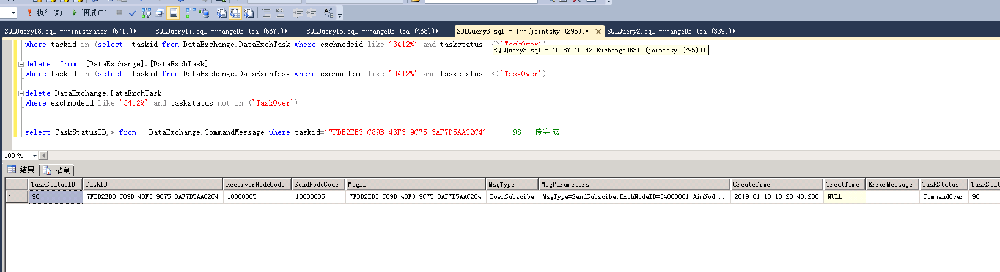 执行(X) 调试(D)
SQLQuery18.sql -...inistrator (671))* SQLQuery17.sql -...angeDB (sa (667))* SQLQuery16.sql -...angeDB (sa (468))* SQLQuery3.sql - 1...(jointsky (295))* SQLQuery2.sql -...angeDB (sa (339))*
where taskid in (select taskid from DataExchange.DataExchTask where exchnodeid like '3412%' and taskstatus <>'TaskOver')
SQLQuery3.sql - 10.87.10.42.ExchangeDB31 (jointsky (295))*
delete from [DataExchange].[DataExchTask]
where taskid in (select taskid from DataExchange.DataExchTask where exchnodeid like '3412%' and taskstatus <>'TaskOver')
delete DataExchange.DataExchTask
where exchnodeid like '3412%' and taskstatus not in ('TaskOver')
select TaskStatusID,* from DataExchange.CommandMessage where taskid='7FDB2EB3-C89B-43F3-9C75-3AF7D5AAC2C4' ----98 上传完成
100 %
结果 消息
TaskStatusID TaskID ReceiverNodeCode SendNodeCode MsgID MsgType MsgParameters CreateTime TreatTime ErrorMessage TaskStatus TaskStat
1 98 7FDB2EB3-C89B-43F3-9C75-3AF7D5AAC2C4 10000005 10000005 7FDB2EB3-C89B-43F3-9C75-3AF7D5AAC2C4 DownSubscibe MsgType=SendSubscibe;ExchNodeID=34000001;AimNod... 2019-01-10 10:23:40.200 NULL CommandOver 98